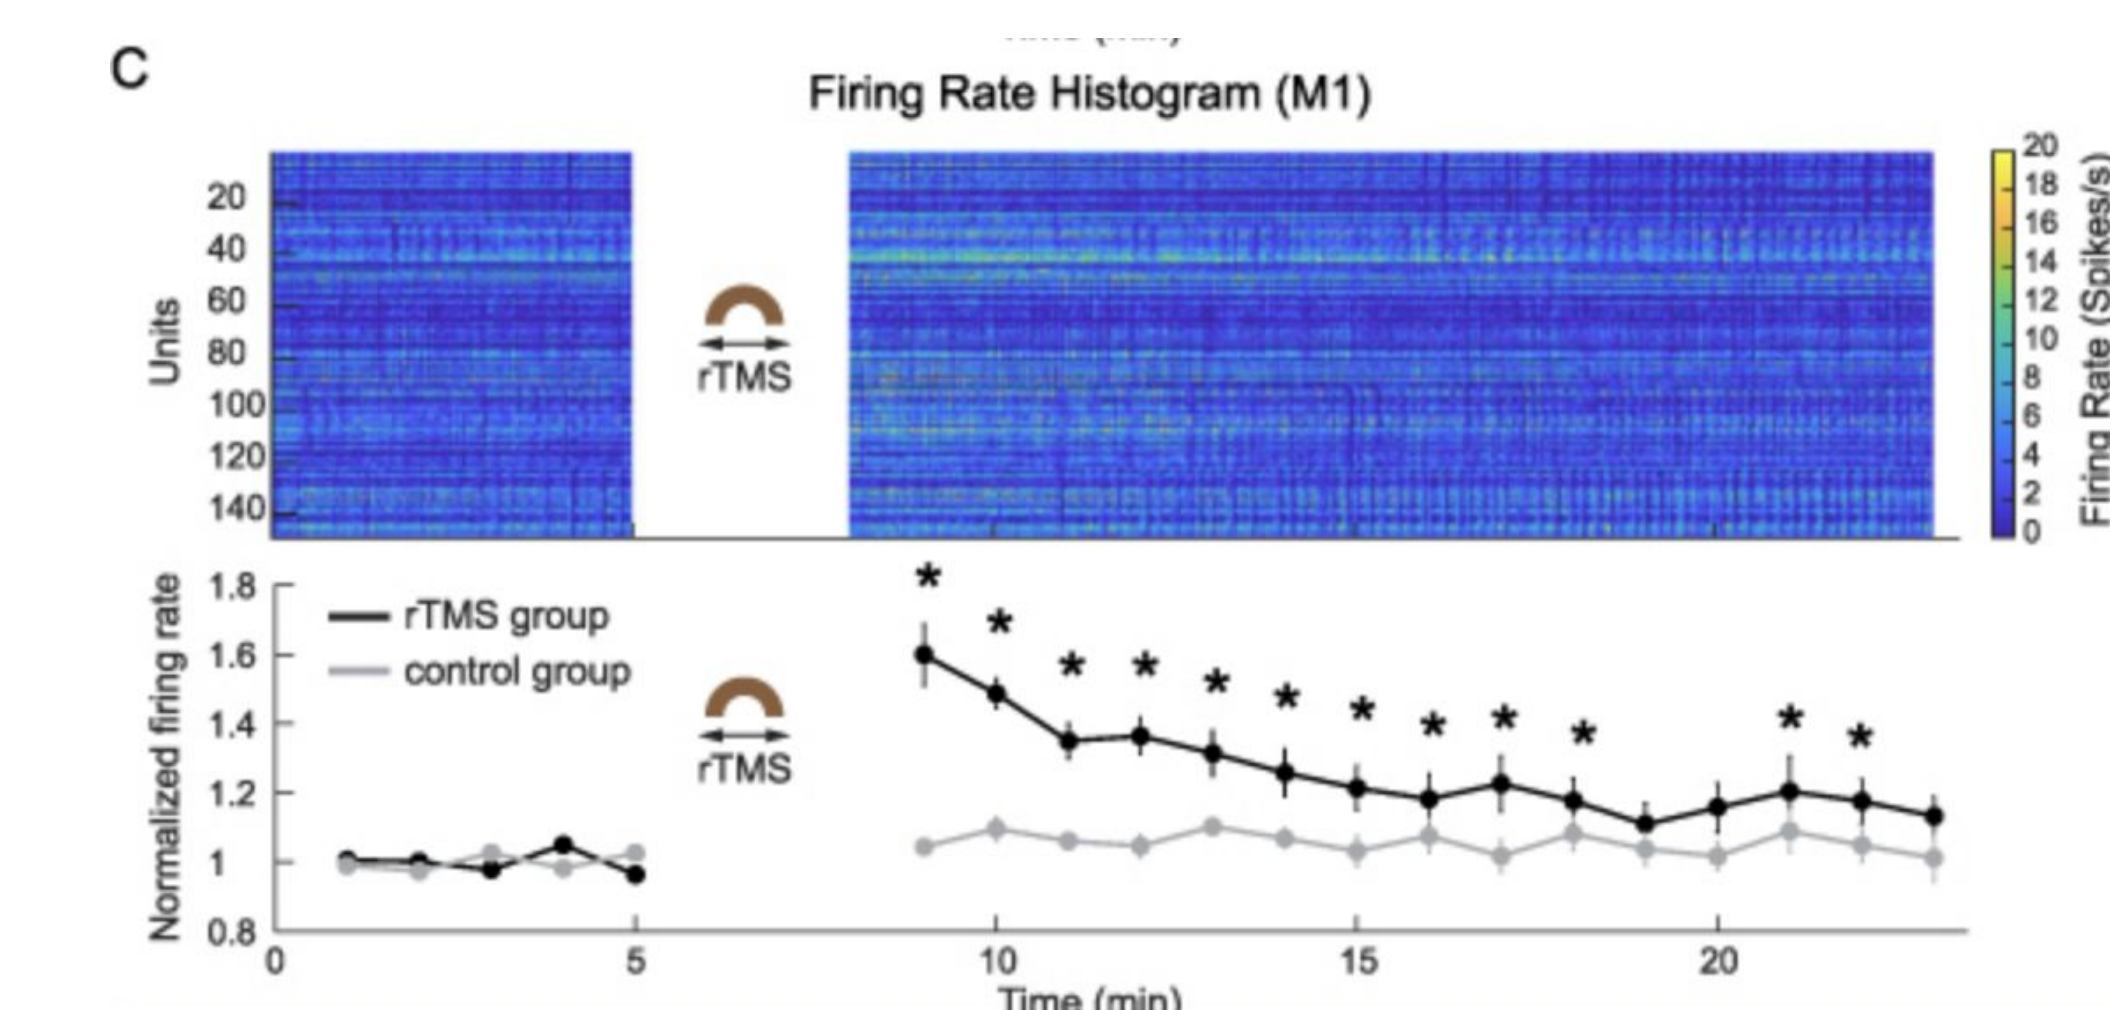 C
Firing Rate Histogram (M1)
20
40
60
80
100
120
140
Units
rTMS
20
18
16
14
12
10
8
6
4
2
0
Firing Rate (Spikes/s)
1.8
1.6
1.4
1.2
1
0.8
Normalized firing rate
rTMS group
control group
rTMS
* * * * * * * * * * * *
0 5 10 15 20
Time (min)